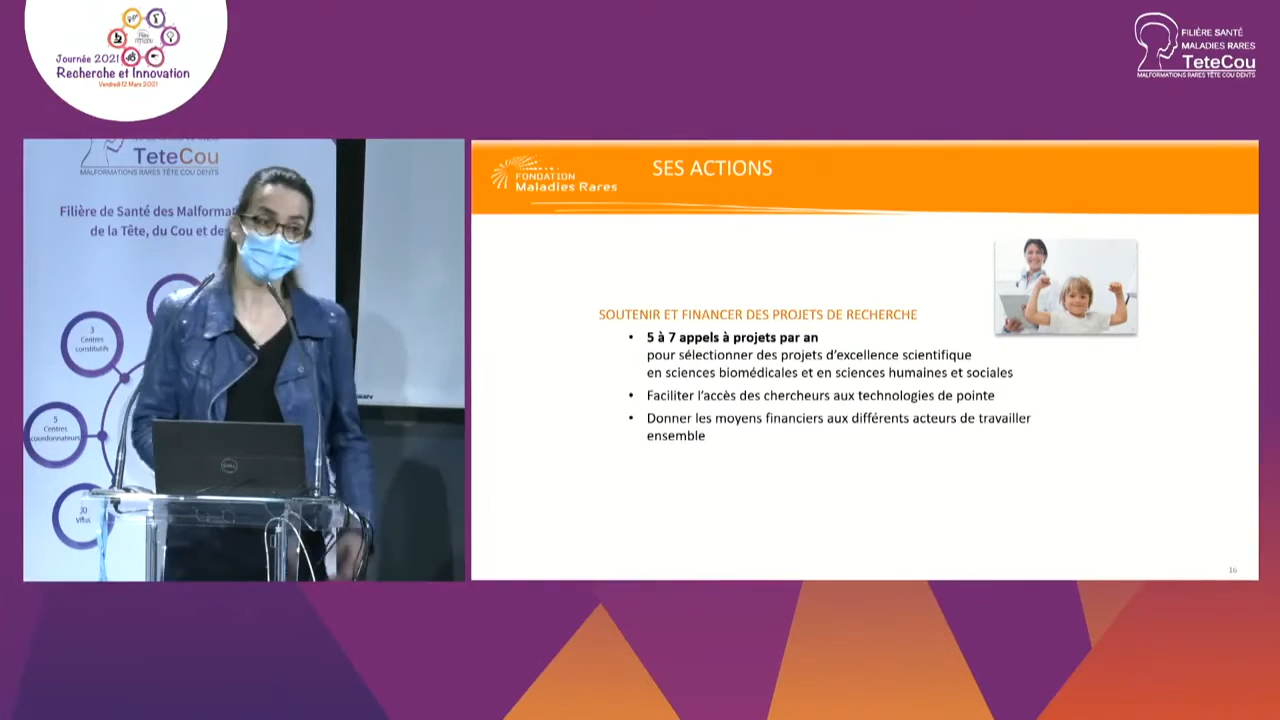 Journée 2021
Recherche et Innovation
Vendredi 12 Mars 2021
FILIÈRE SANTÉ
MALADIES RARES
TeteCou
MALFORMATIONS RARES TÊTE COU DENTS
TeteCou
MALFORMATIONS RARES TÊTE COU DENTS
Filière de Santé des Malforma
de la Tête, du Cou et de
3
Centres
constitutifs
5
Centres
coordonnateurs
DELL
FONDATION
Maladies Rares
SES ACTIONS
SOUTENIR ET FINANCER DES PROJETS DE RECHERCHE
• 5 à 7 appels à projets par an
pour sélectionner des projets d’excellence scientifique
en sciences biomédicales et en sciences humaines et sociales
• Faciliter l’accès des chercheurs aux technologies de pointe
• Donner les moyens financiers aux différents acteurs de travailler
ensemble
16